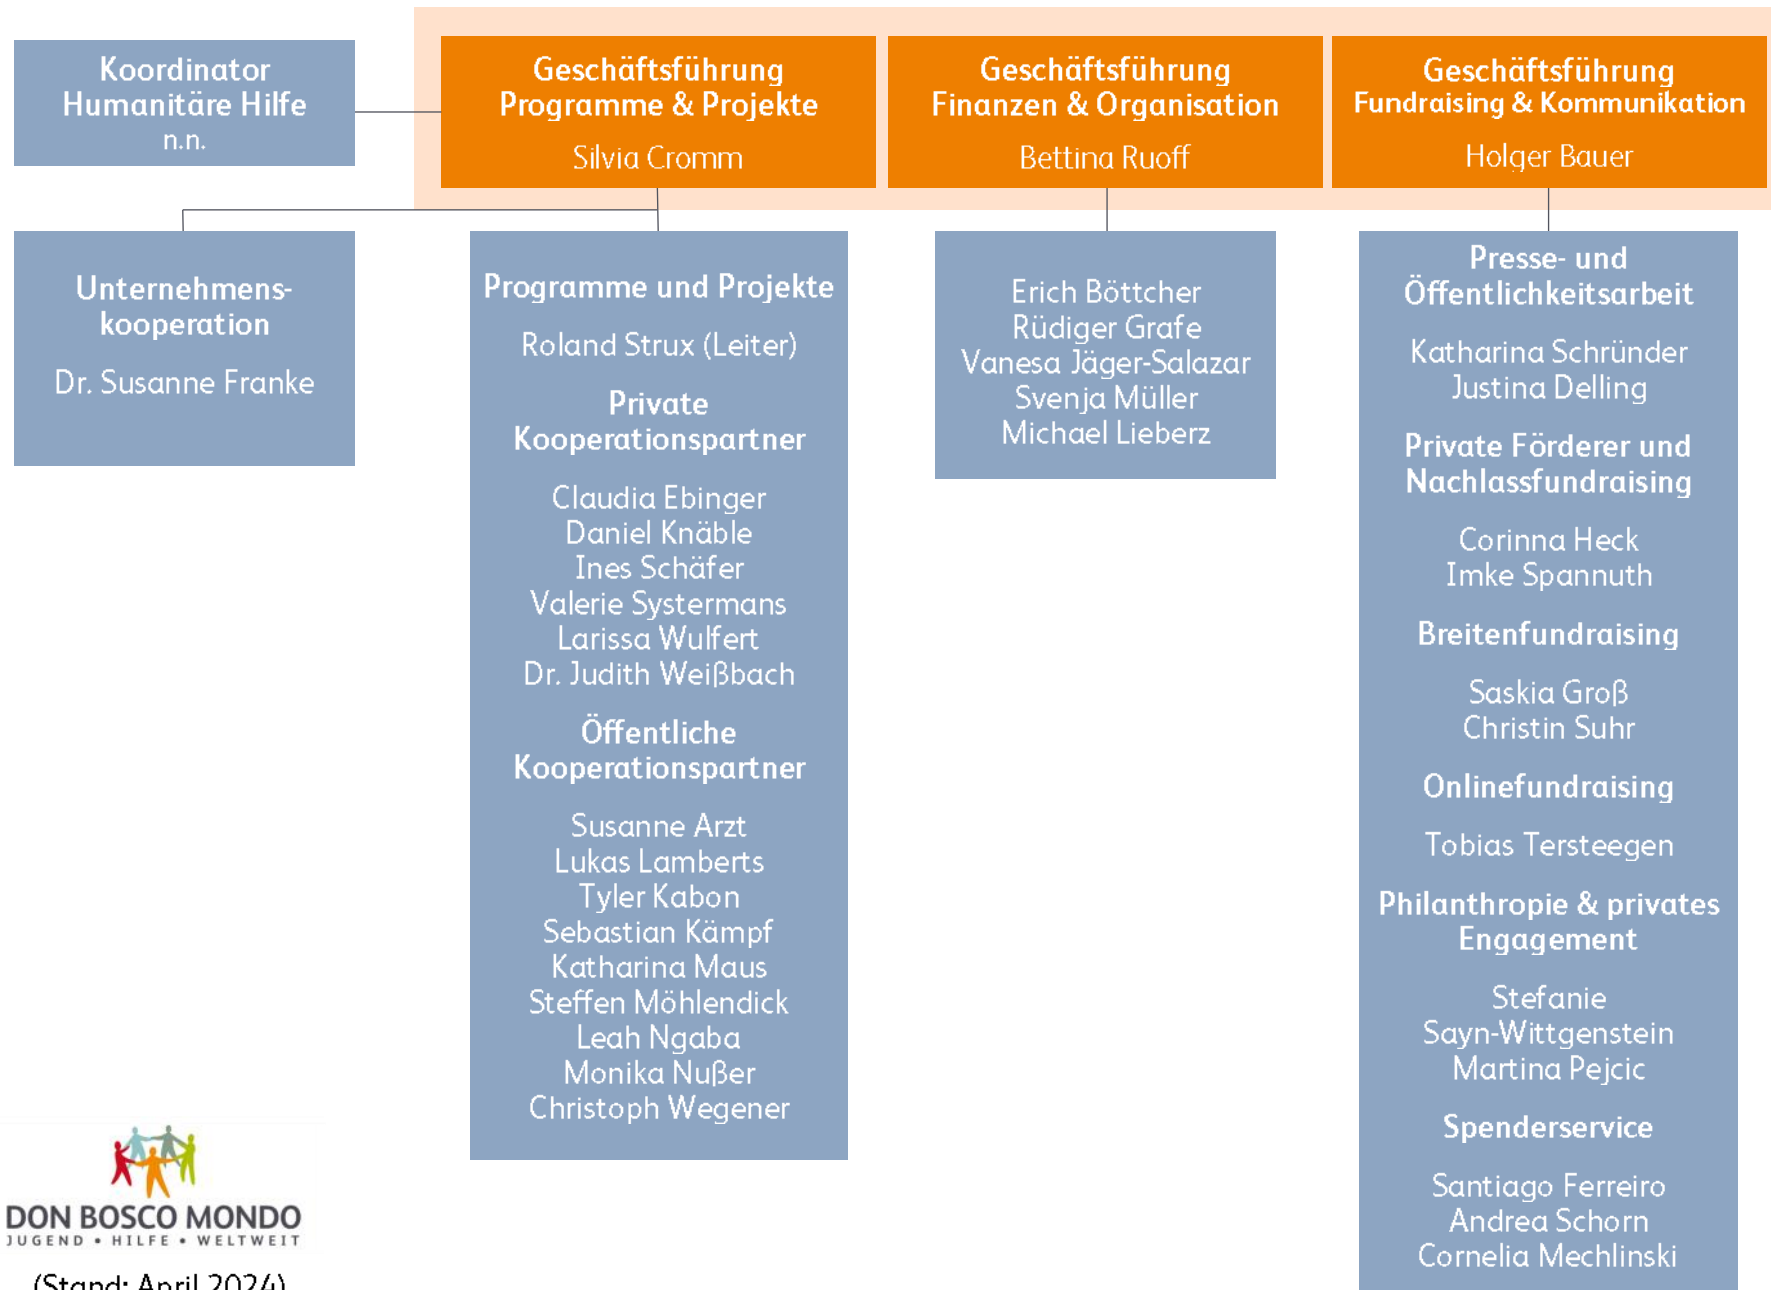 Koordinator
Humanitäre Hilfe
n.n.
Geschäftsführung
Programme & Projekte
Silvia Cromm
Geschäftsführung
Finanzen & Organisation
Bettina Ruoff
Geschäftsführung
Fundraising & Kommunikation
Holger Bauer
Unternehmens-
kooperation
Dr. Susanne Franke
Programme und Projekte
Roland Strux (Leiter)
Private
Kooperationspartner
Claudia Ebinger
Daniel Knäble
Ines Schäfer
Valerie Systermans
Larissa Wulfert
Dr. Judith Weißbach
Öffentliche
Kooperationspartner
Susanne Arzt
Lukas Lamberts
Tyler Kabon
Sebastian Kämpf
Katharina Maus
Steffen Möhlendick
Leah Ngaba
Monika Nußer
Christoph Wegener
Erich Böttcher
Rüdiger Grafe
Vanesa Jäger-Salazar
Svenja Müller
Michael Lieberz
Presse- und
Öffentlichkeitsarbeit
Katharina Schründer
Justina Delling
Private Förderer und
Nachlassfundraising
Corinna Heck
Imke Spannuth
Breitenfundraising
Saskia Groß
Christin Suhr
Onlinefundraising
Tobias Tersteegen
Philanthropie & privates
Engagement
Stefanie
Sayn-Wittgenstein
Martina Pejcic
Spenderservice
Santiago Ferreiro
Andrea Schorn
Cornelia Mechlinski
DON BOSCO MONDO
JUGEND • HILFE • WELTWEIT
(Stand: April 2024)